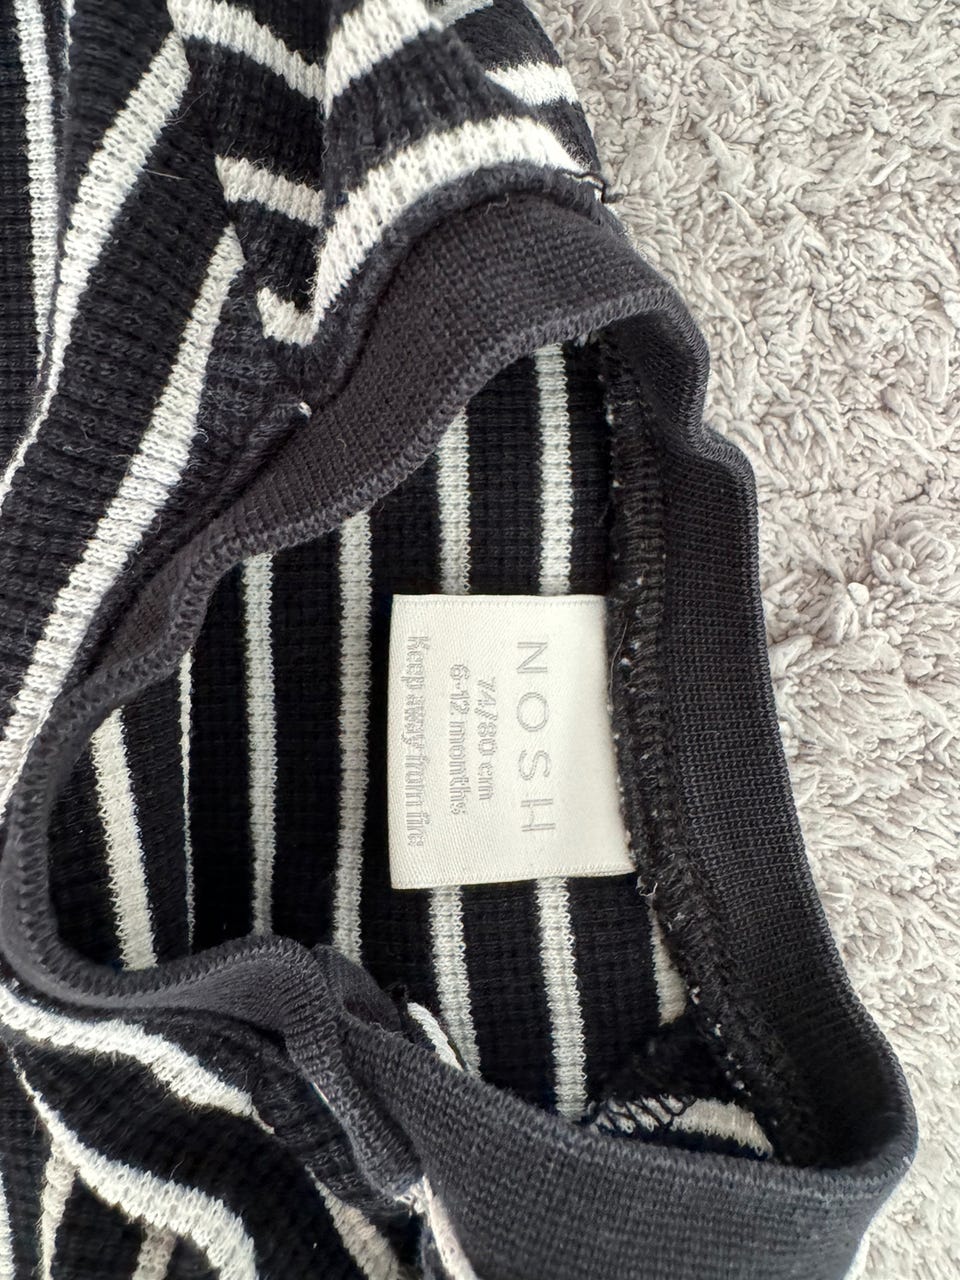 NOSH
74/80 cm
6-12 months
Keep away from fire